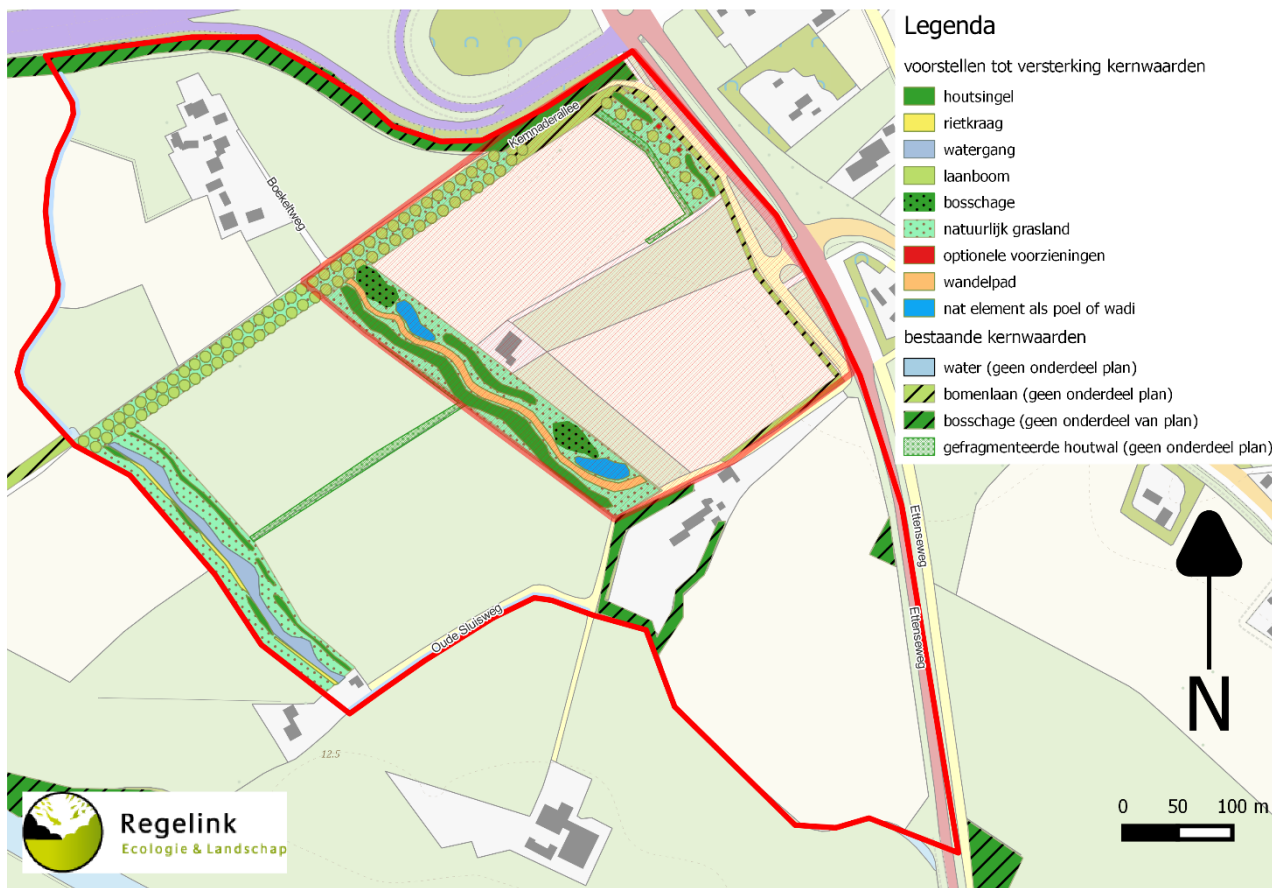 Legenda
voorstellen tot versterking kernwaarden
houtsingel
rietkraag
watergang
laanboom
bosschage
natuurlijk grasland
optionele voorzieningen
wandelpad
nat element als poel of wadi
bestaande kernwaarden
water (geen onderdeel plan)
bomenlaan (geen onderdeel plan)
bosschage (geen onderdeel van plan)
gefragmenteerde houtwal (geen onderdeel plan)
Kemnaderallee
Boekeltweg
Ettenseweg
Ettenseweg
Oude Sluisweg
12.5
N
0 50 100 m
Regelink
Ecologie & Landschap